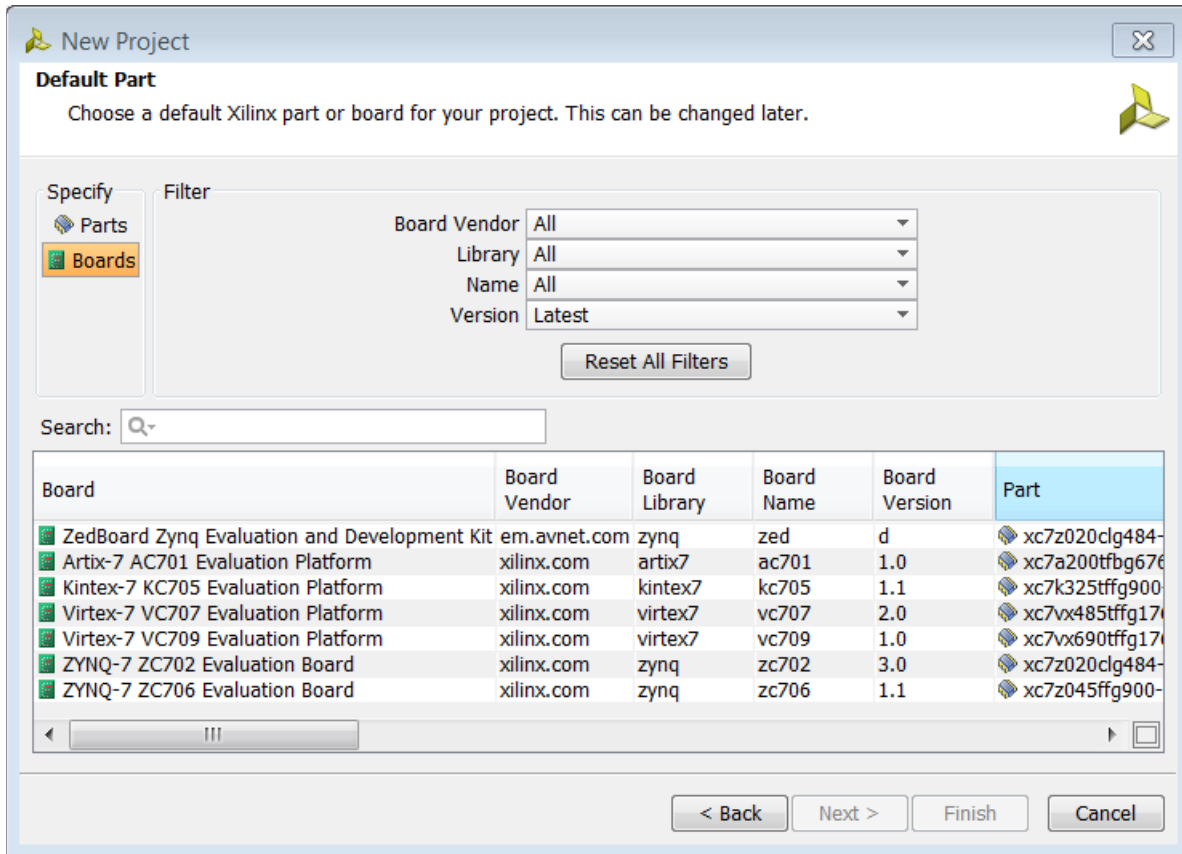 New Project
Default Part
Choose a default Xilinx part or board for your project. This can be changed later.
Specify
Filter
Parts
Boards
Board Vendor All
Library All
Name All
Version Latest
Reset All Filters
Search:
Board Board Vendor Board Library Board Name Board Version Part
ZedBoard Zynq Evaluation and Development Kit em.avnet.com zynq zed d xc7z020clg484-
Artix-7 AC701 Evaluation Platform xilinx.com artix7 ac701 1.0 xc7a200tfbg676
Kintex-7 KC705 Evaluation Platform xilinx.com kintex7 kc705 1.1 xc7k325tffg900-
Virtex-7 VC707 Evaluation Platform xilinx.com virtex7 vc707 2.0 xc7vx485tffg176
Virtex-7 VC709 Evaluation Platform xilinx.com virtex7 vc709 1.0 xc7vx690tffg176
ZYNQ-7 ZC702 Evaluation Board xilinx.com zynq zc702 3.0 xc7z020clg484-
ZYNQ-7 ZC706 Evaluation Board xilinx.com zynq zc706 1.1 xc7z045ffg900-
< Back Next > Finish Cancel